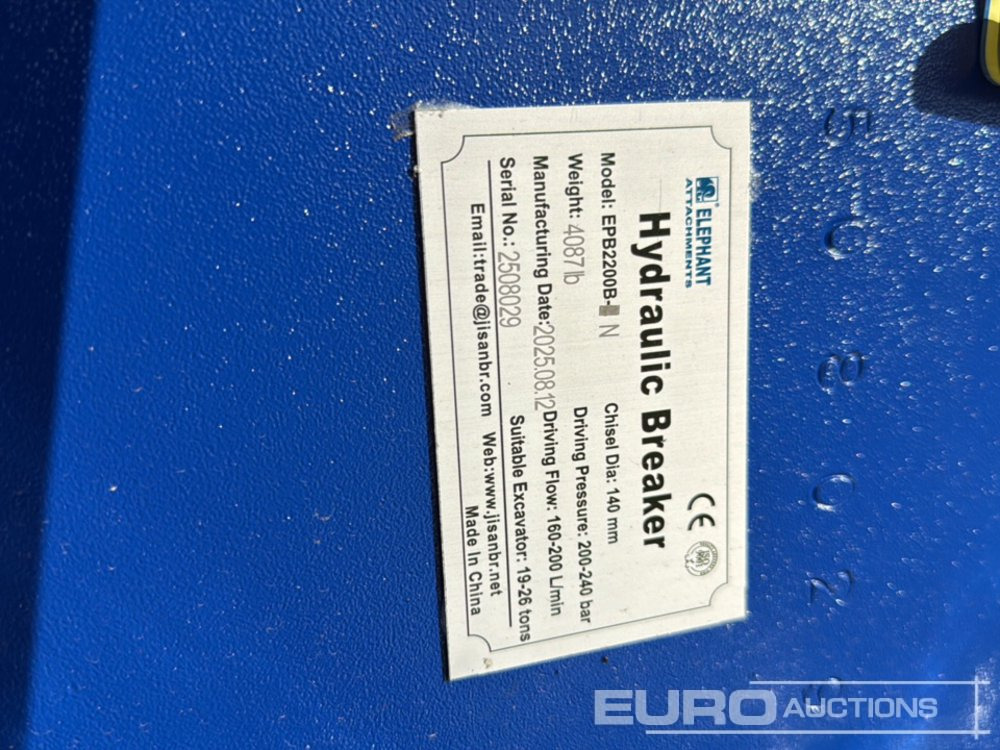 ELEPHANT
ATTACHMENTS
CE
Hydraulic Breaker
Model: EPB2200B- N
Chisel Dia: 140 mm
Weight: 4087 lb
Driving Pressure: 200-240 bar
Manufacturing Date: 2025.08.12
Driving Flow: 160-200 L/min
Serial No.: 2508029
Suitable Excavator: 19-26 tons
Email:trade@jisanbr.com Web:www.jisanbr.net
Made In China
EURO AUCTIONS